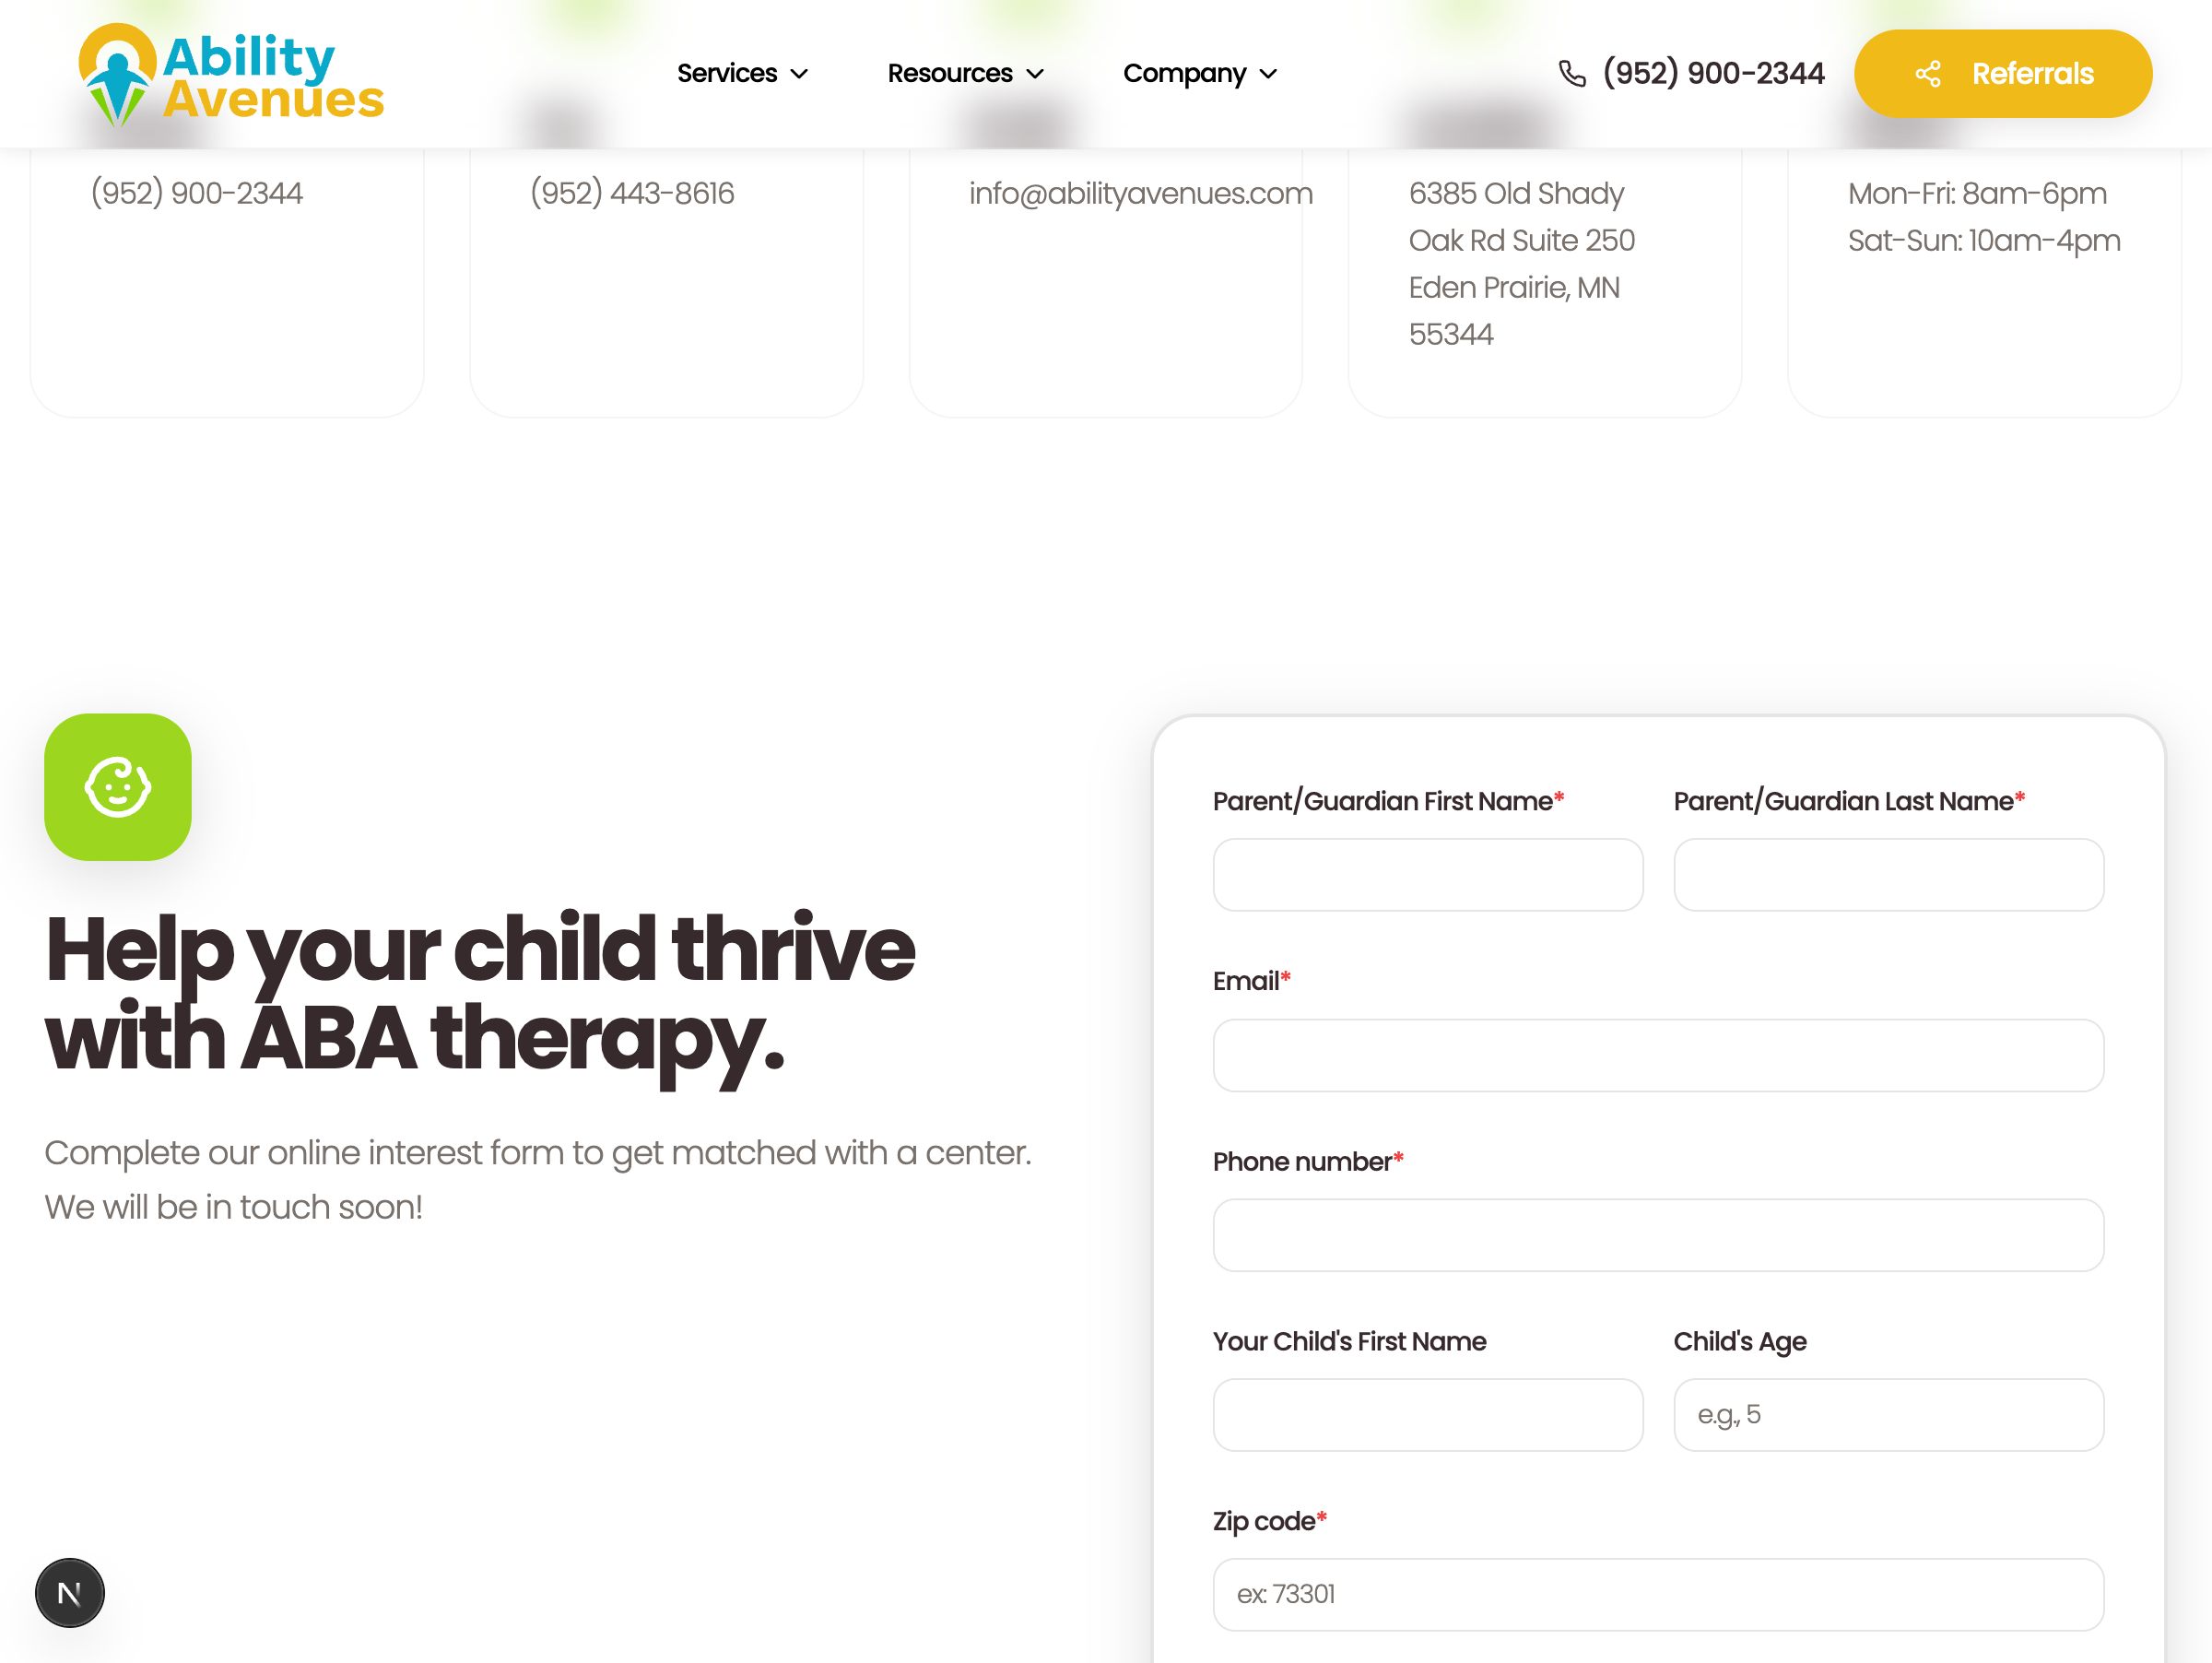 Ability
Avenues
Services
Resources
Company
(952) 900-2344
Referrals
(952) 900-2344
(952) 443-8616
info@abilityavenues.com
6385 Old Shady
Oak Rd Suite 250
Eden Prairie, MN
55344
Mon-Fri: 8am-6pm
Sat-Sun: 10am-4pm
Help your child thrive
with ABA therapy.
Complete our online interest form to get matched with a center.
We will be in touch soon!
Parent/Guardian First Name*
Parent/Guardian Last Name*
Email*
Phone number*
Your Child's First Name
Child's Age
e.g., 5
Zip code*
ex: 73301
N